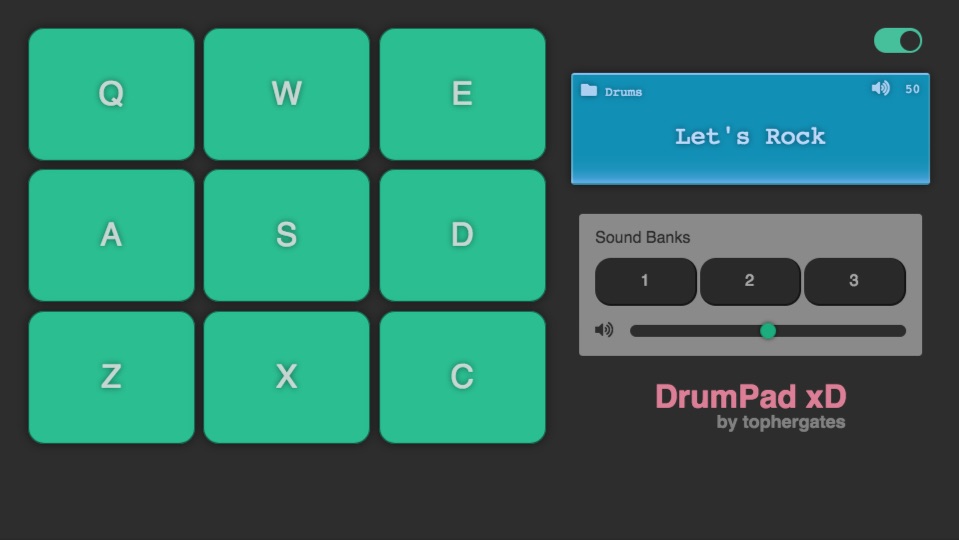 Q W E
A S D
Z X C
Drums 50
Let's Rock
Sound Banks
1 2 3
DrumPad xD
by tophergates